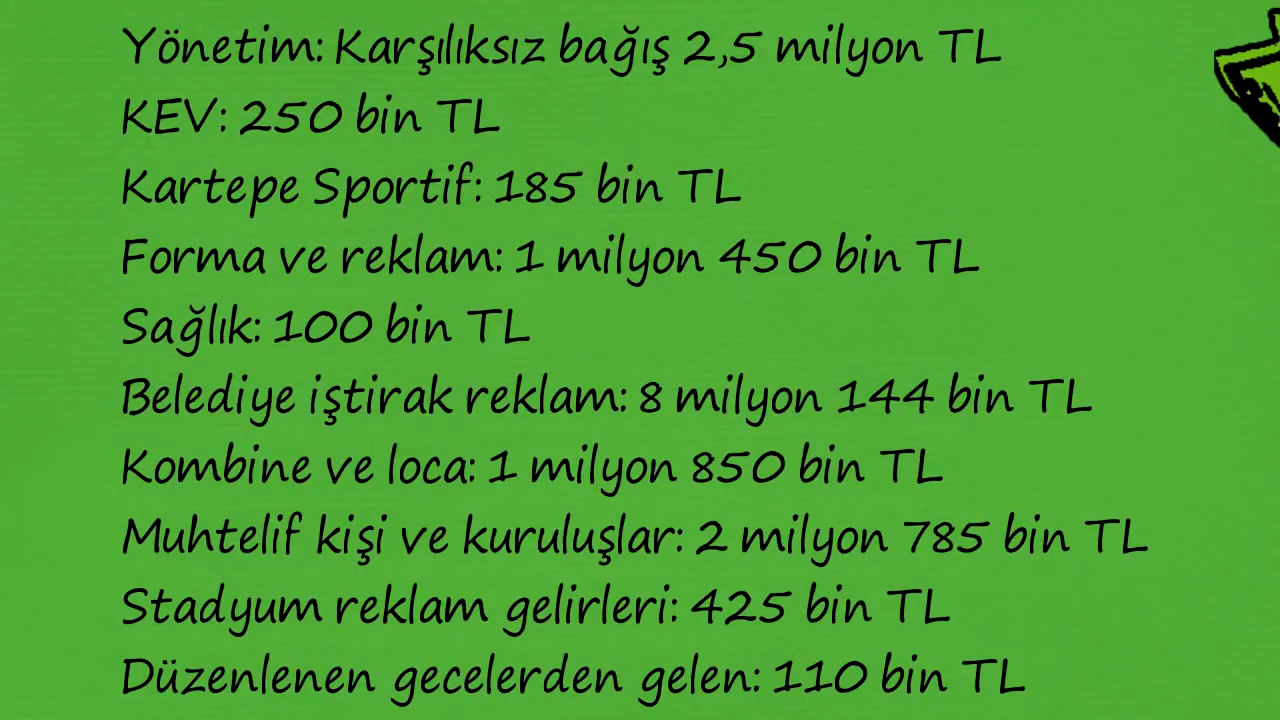 Yönetim: Karşılıksız bağış 2,5 milyon TL
KEV: 250 bin TL
Kartepe Sportif: 185 bin TL
Forma ve reklam: 1 milyon 450 bin TL
Sağlık: 100 bin TL
Belediye iştirak reklam: 8 milyon 144 bin TL
Kombine ve loca: 1 milyon 850 bin TL
Muhtelif kişi ve kuruluşlar: 2 milyon 785 bin TL
Stadyum reklam gelirleri: 425 bin TL
Düzenlenen gecelerden gelen: 110 bin TL